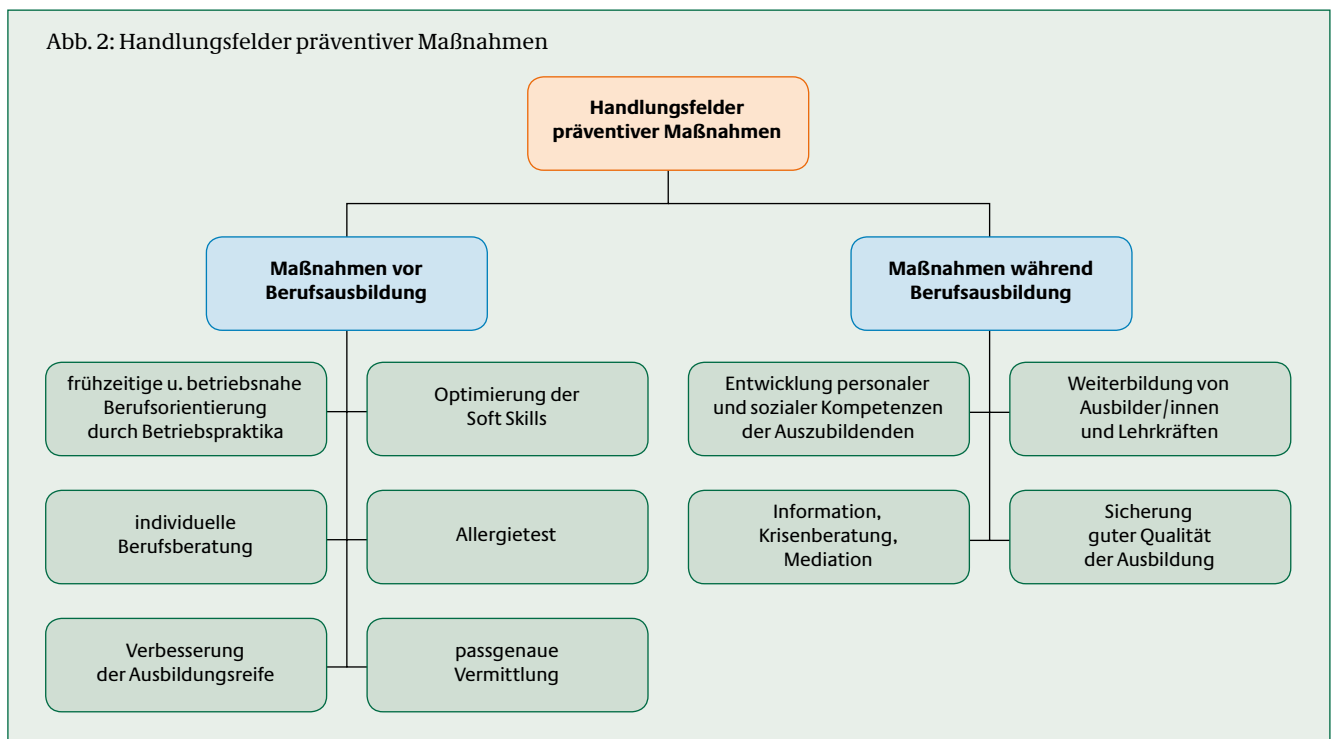 Abb. 2: Handlungsfelder präventiver Maßnahmen
Handlungsfelder
präventiver Maßnahmen
Maßnahmen vor
Berufsausbildung
frühzeitige u. betriebsnahe
Berufsorientierung
durch Betriebspraktika
Optimierung der
Soft Skills
individuelle
Berufsberatung
Allergietest
Verbesserung
der Ausbildungsreife
passgenaue
Vermittlung
Maßnahmen während
Berufsausbildung
Entwicklung personaler
und sozialer Kompetenzen
der Auszubildenden
Weiterbildung von
Ausbilder/innen
und Lehrkräften
Information,
Krisenberatung,
Mediation
Sicherung
guter Qualität
der Ausbildung